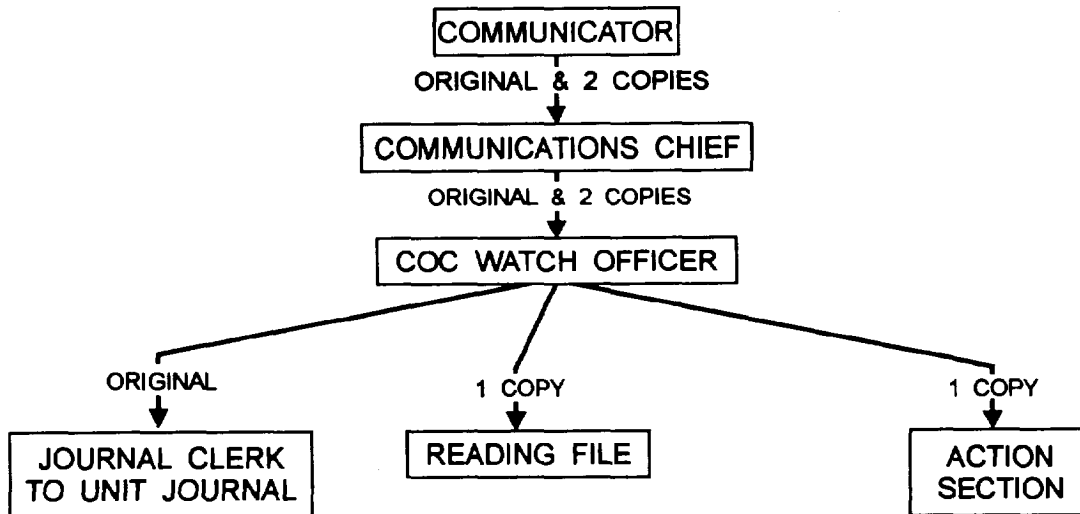 COMMUNICATOR
ORIGINAL & 2 COPIES
COMMUNICATIONS CHIEF
ORIGINAL & 2 COPIES
COC WATCH OFFICER
ORIGINAL
1 COPY
1 COPY
JOURNAL CLERK
TO UNIT JOURNAL
READING FILE
ACTION
SECTION